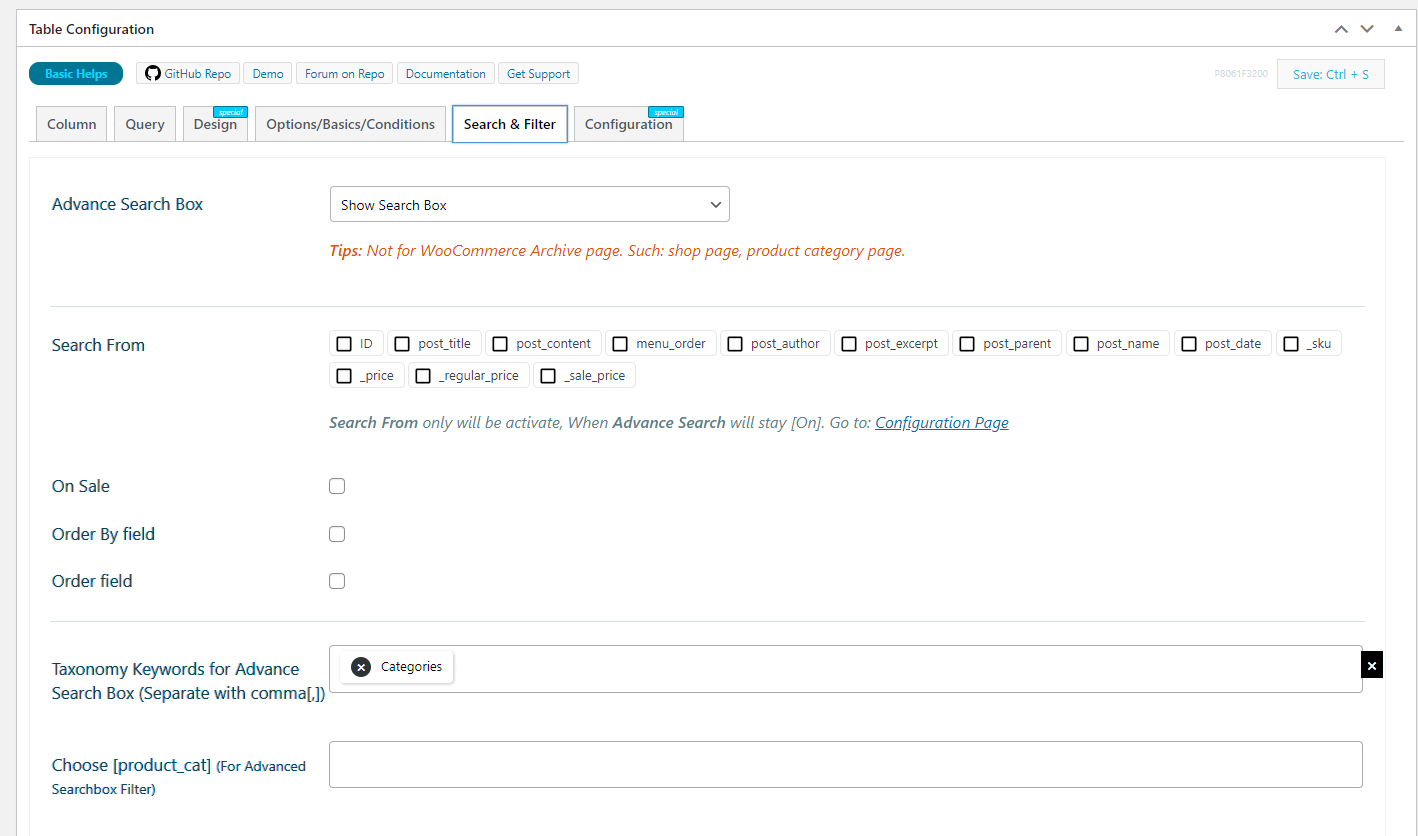 Table Configuration
Basic Helps GitHub Repo Demo Forum on Repo Documentation Get Support P8061F3200 Save: Ctrl + S
Column Query Design special Options/Basics/Conditions Search & Filter Configuration special
Advance Search Box Show Search Box
Tips: Not for WooCommerce Archive page. Such: shop page, product category page.
Search From ID post_title post_content menu_order post_author post_excerpt post_parent post_name post_date _sku
_price _regular_price _sale_price
Search From only will be activate, When Advance Search will stay [On]. Go to: Configuration Page
On Sale
Order By field
Order field
Taxonomy Keywords for Advance
Search Box (Separate with comma[,])
Categories
Choose [product_cat] (For Advanced
Searchbox Filter)